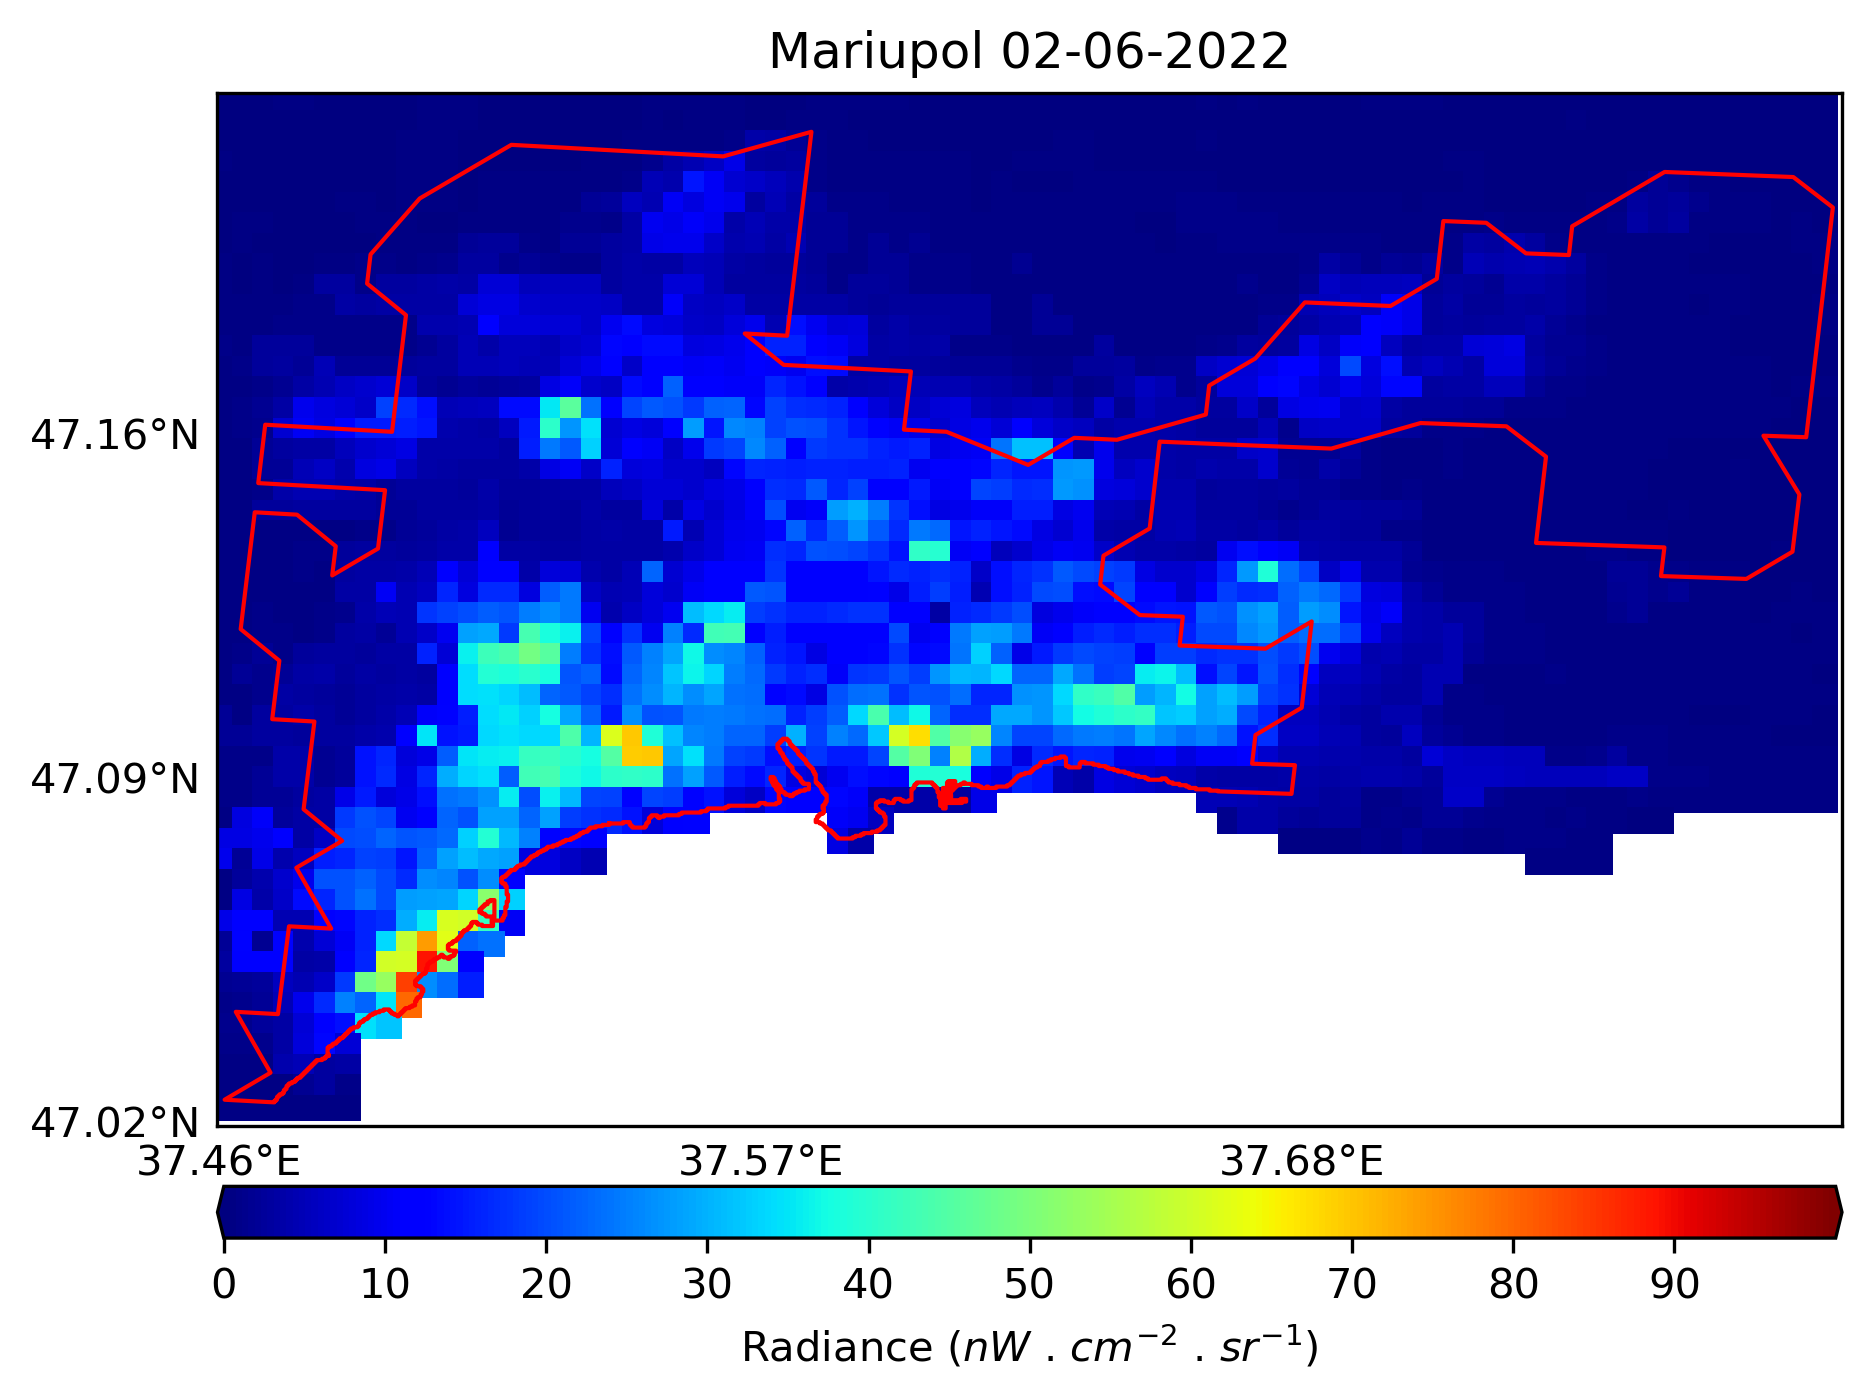 Mariupol 02-06-2022
47.16°N
47.09°N
47.02°N
37.46°E 37.57°E 37.68°E
0 10 20 30 40 50 60 70 80 90
Radiance (nW . cm⁻² . sr⁻¹)